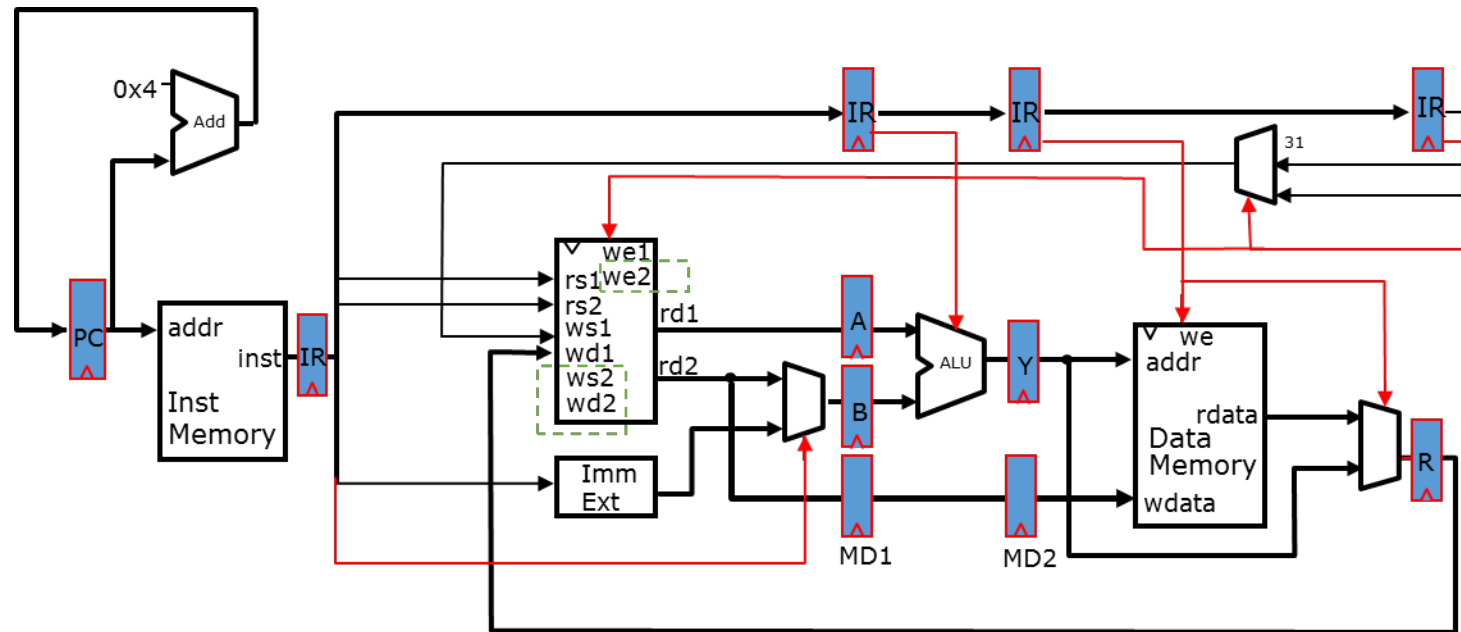 0x4
Add
PC
addr
inst
Inst
Memory
IR
IR
IR
IR
31
we1
we2
rs1
rs2
ws1
wd1
ws2
wd2
rd1
rd2
Imm
Ext
A
B
MD1
ALU
Y
MD2
we
addr
rdata
Data
Memory
wdata
R